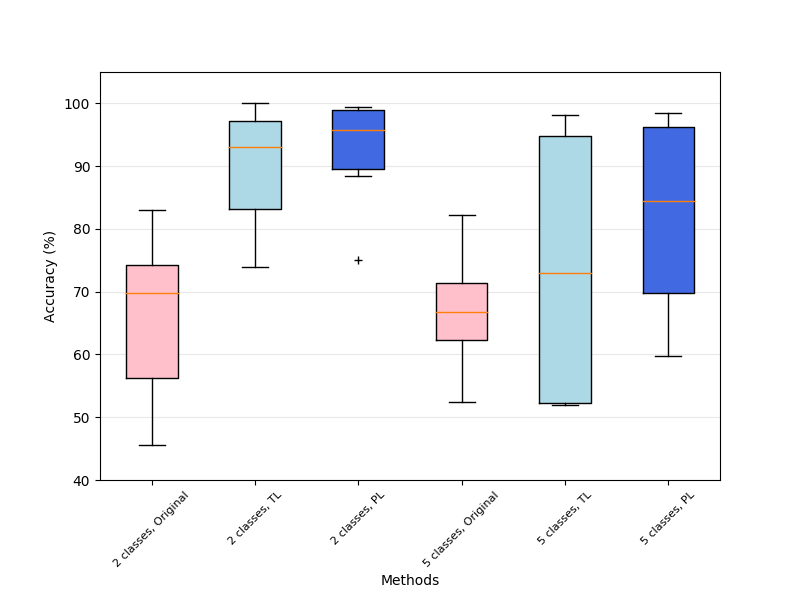 100
90
80
70
60
50
40
Accuracy (%)
2 classes, Original
2 classes, TL
2 classes, PL
5 classes, Original
5 classes, TL
5 classes, PL
Methods